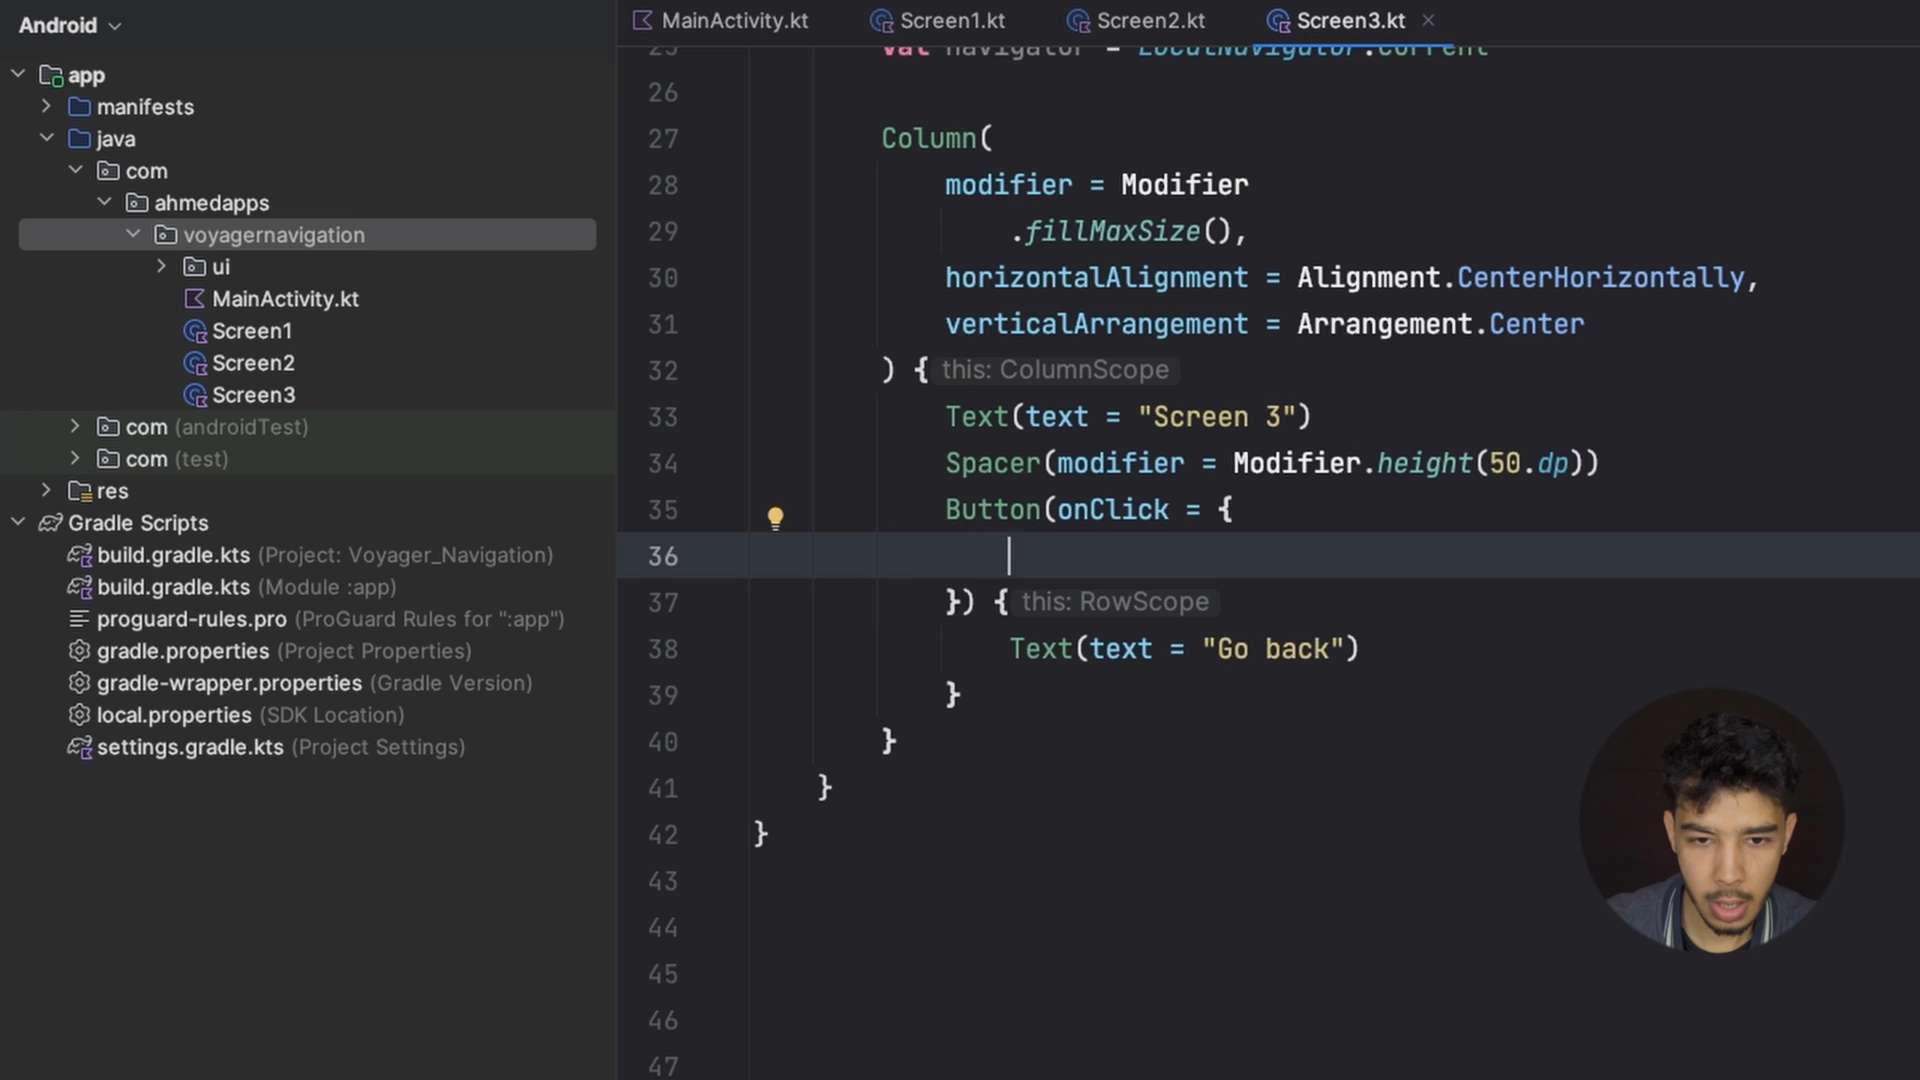 Android
app
manifests
java
com
ahmedapps
voyagernavigation
ui
MainActivity.kt
Screen1
Screen2
Screen3
com (androidTest)
com (test)
res
Gradle Scripts
build.gradle.kts (Project: Voyager_Navigation)
build.gradle.kts (Module :app)
proguard-rules.pro (ProGuard Rules for ":app")
gradle.properties (Project Properties)
gradle-wrapper.properties (Gradle Version)
local.properties (SDK Location)
settings.gradle.kts (Project Settings)
MainActivity.kt Screen1.kt Screen2.kt Screen3.kt
25 val navigator = LocalNavigator.current
26
27 Column(
28 modifier = Modifier
29 .fillMaxSize(),
30 horizontalAlignment = Alignment.CenterHorizontally,
31 verticalArrangement = Arrangement.Center
32 ) { this: ColumnScope
33 Text(text = "Screen 3")
34 Spacer(modifier = Modifier.height(50.dp))
35 Button(onClick = {
36
37 }) { this: RowScope
38 Text(text = "Go back")
39 }
40 }
41 }
42 }
43
44
45
46
47